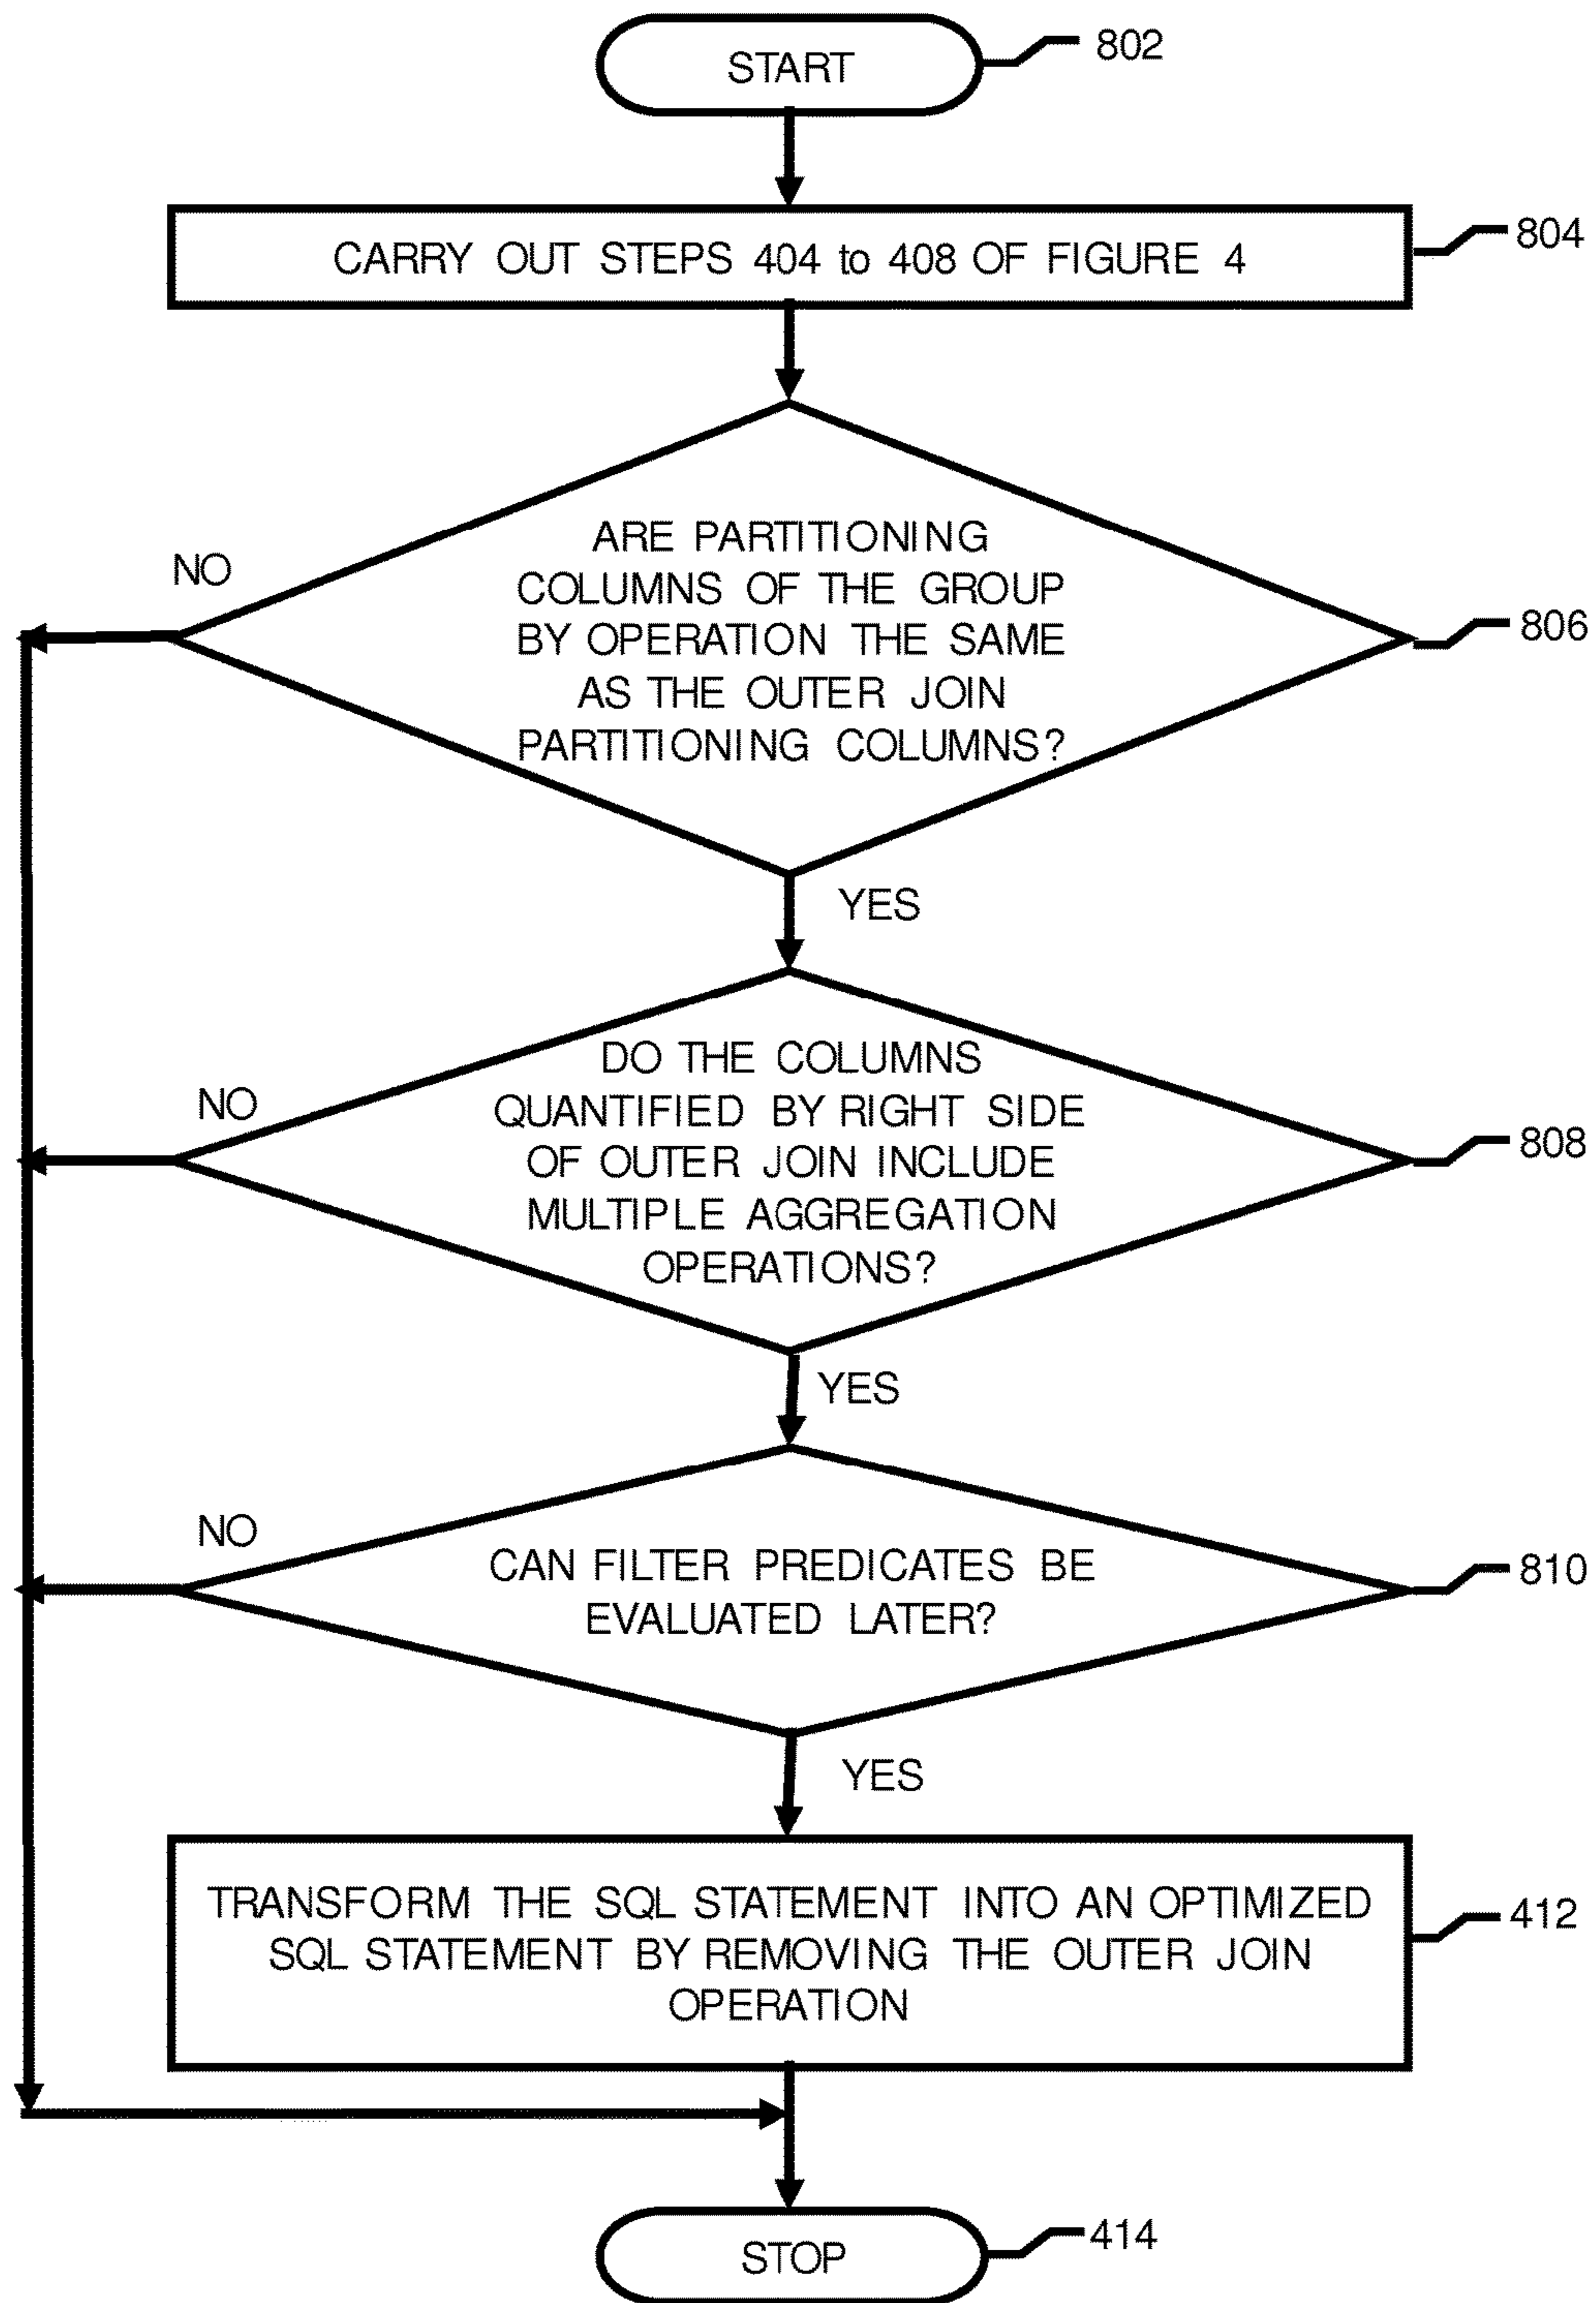 START
802
CARRY OUT STEPS 404 to 408 OF FIGURE 4
804
ARE PARTITIONING
COLUMNS OF THE GROUP
BY OPERATION THE SAME
AS THE OUTER JOIN
PARTITIONING COLUMNS?
NO
806
YES
DO THE COLUMNS
QUANTIFIED BY RIGHT SIDE
OF OUTER JOIN INCLUDE
MULTIPLE AGGREGATION
OPERATIONS?
NO
808
YES
CAN FILTER PREDICATES BE
EVALUATED LATER?
NO
810
YES
TRANSFORM THE SQL STATEMENT INTO AN OPTIMIZED
SQL STATEMENT BY REMOVING THE OUTER JOIN
OPERATION
412
STOP
414